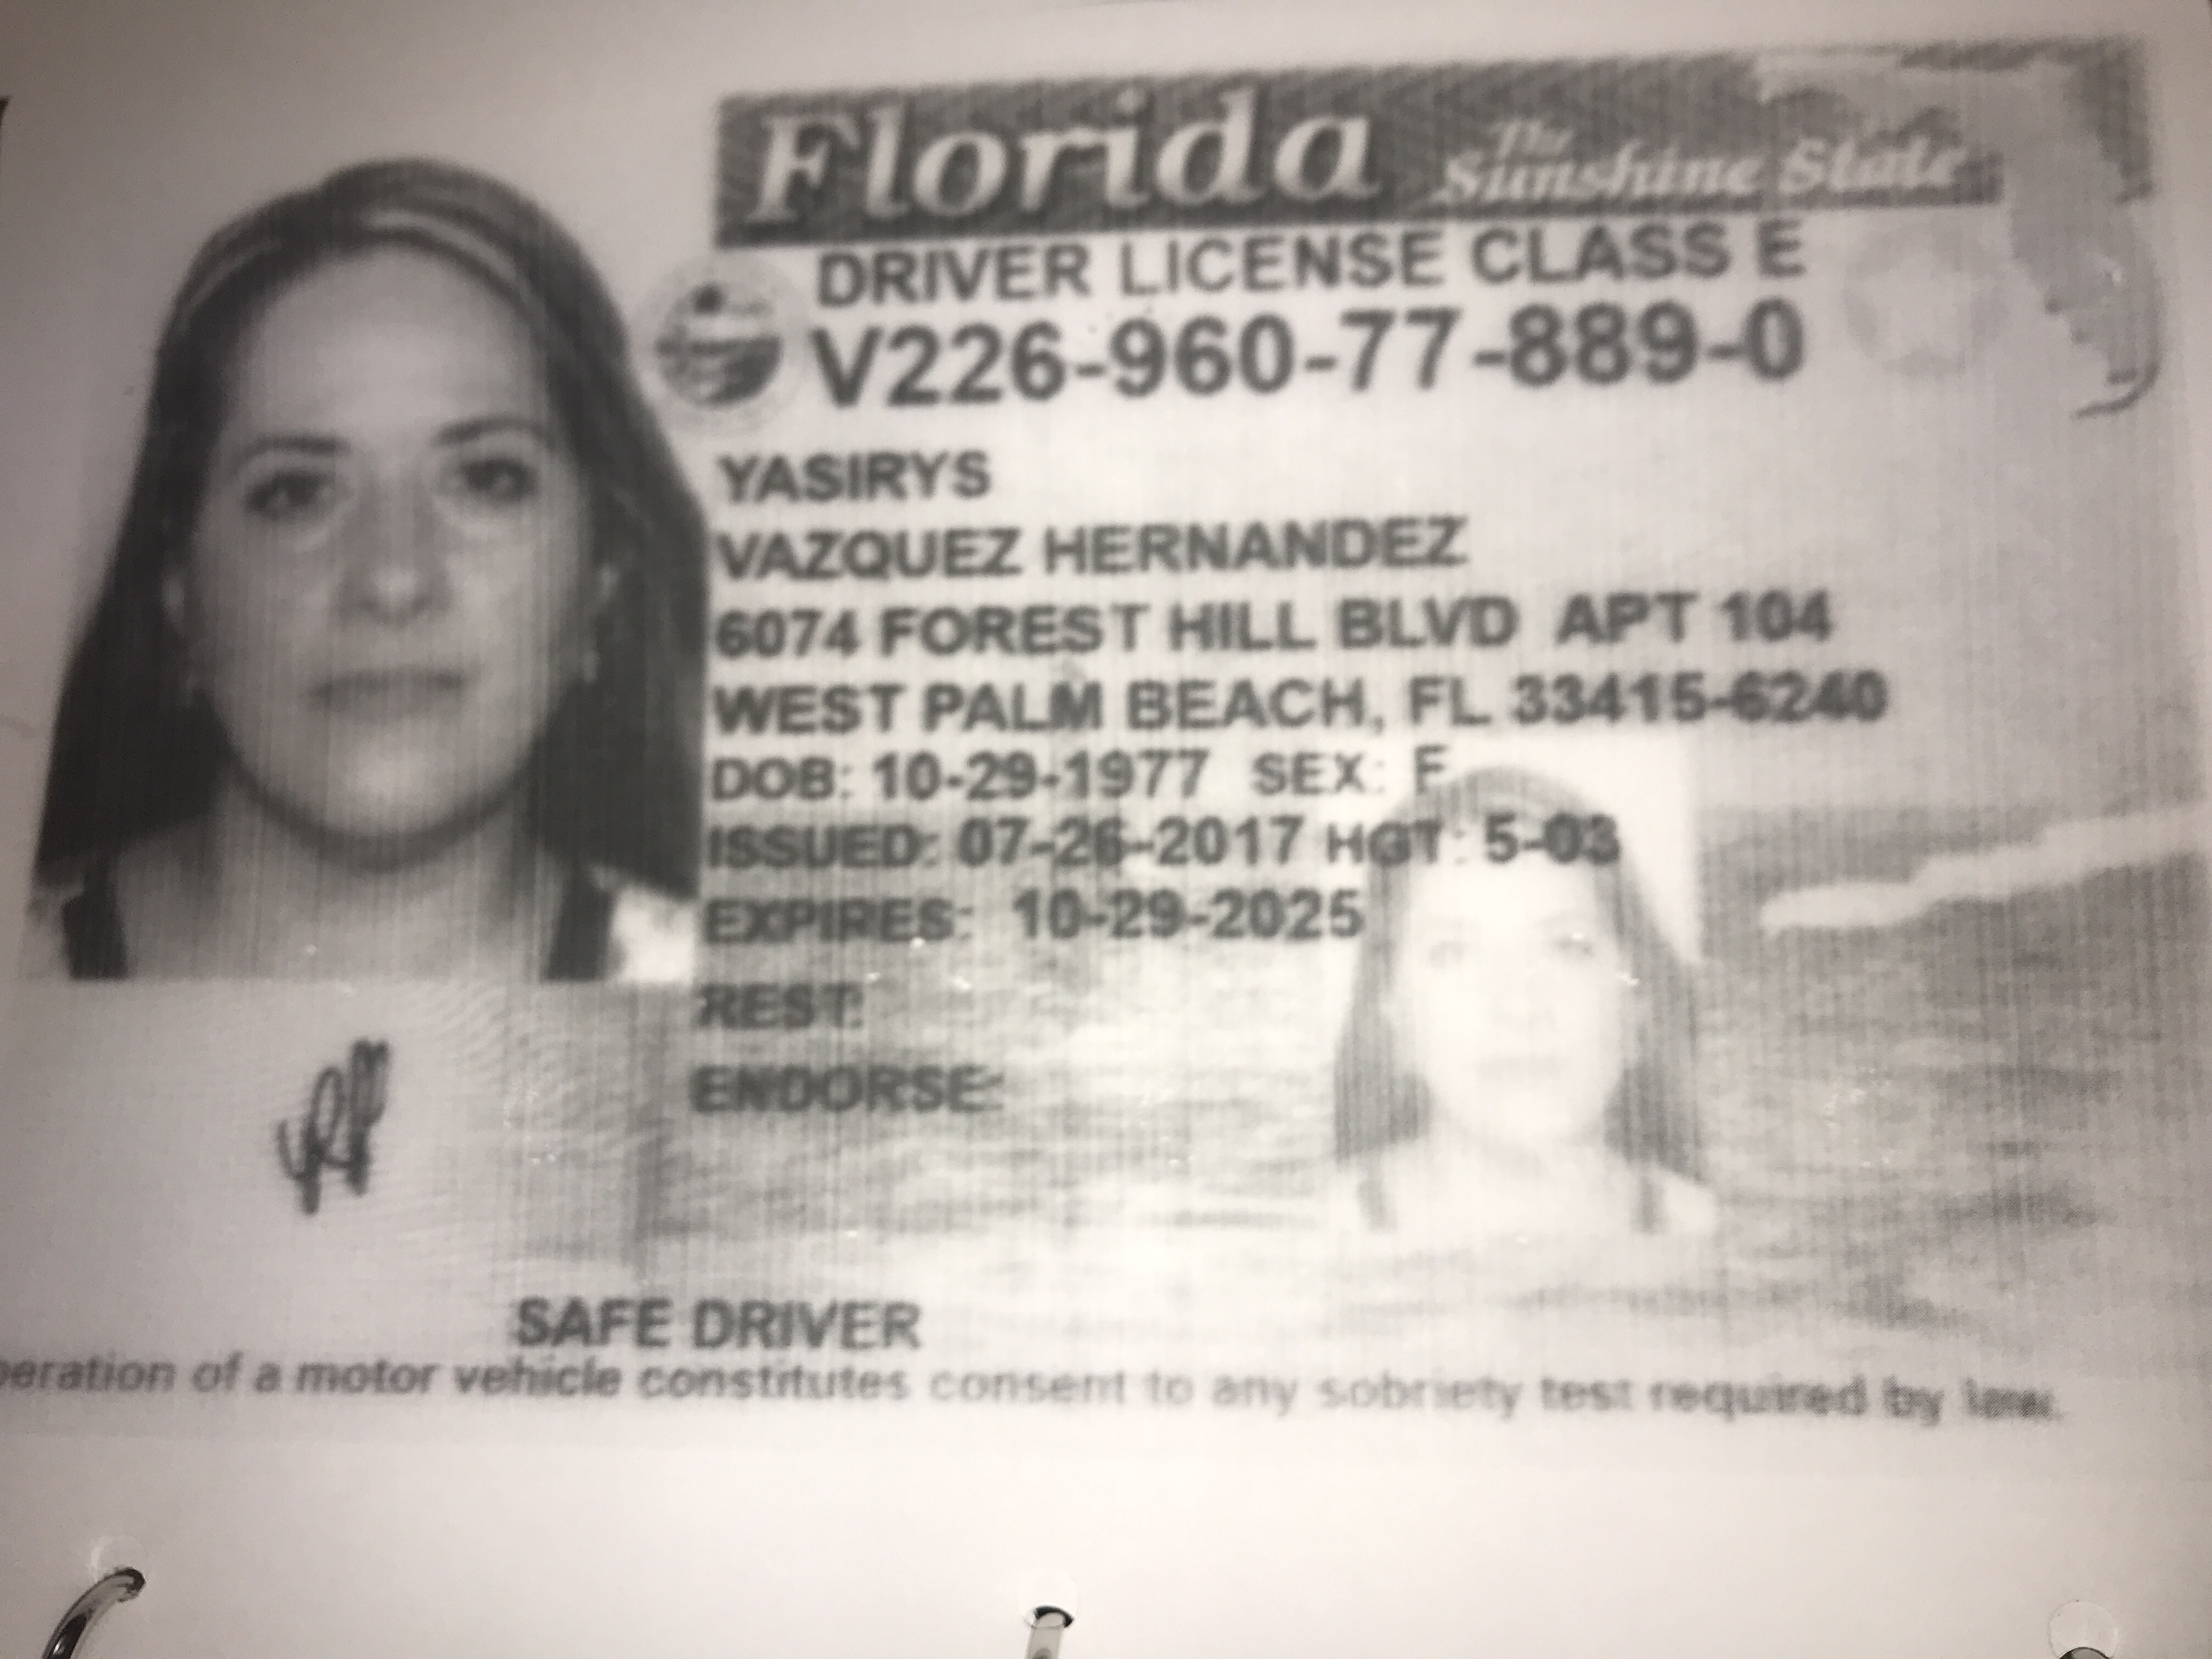 Florida The Sunshine State
DRIVER LICENSE CLASS E
V226-960-77-889-0
YASIRYS
VAZQUEZ HERNANDEZ
6074 FOREST HILL BLVD APT 104
WEST PALM BEACH, FL 33415-6240
DOB: 10-29-1977 SEX: F
ISSUED: 07-26-2017 HGT: 5-03
EXPIRES: 10-29-2025
REST:
ENDORSE
SAFE DRIVER
of a motor vehicle constitutes consent to any sobriety test required by law.